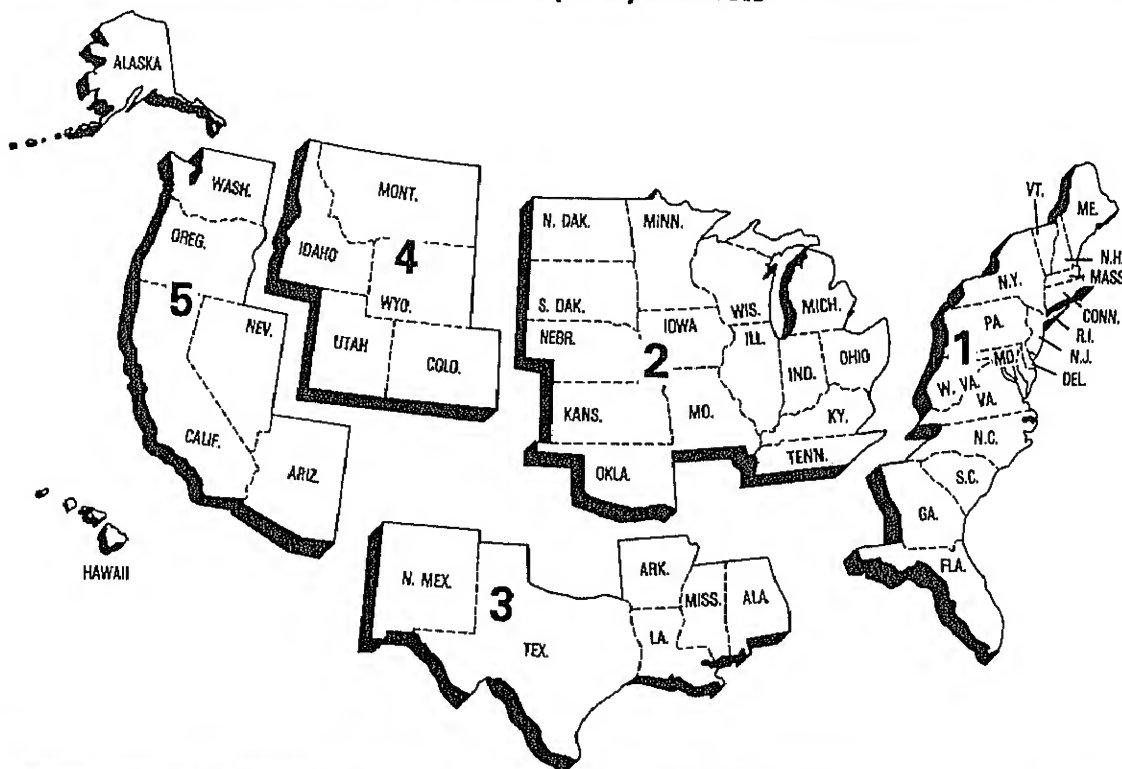 ALASKA
WASH.
MONT.
OREG.
IDAHO
4
WYO.
5
NEV.
UTAH
COLO.
CALIF.
ARIZ.
HAWAII
N. DAK.
MINN.
S. DAK.
WIS.
MICH.
NEBR.
IOWA
ILL.
2
IND.
OHIO
KANS.
MO.
KY.
OKLA.
TENN.
VT.
ME.
N.H.
MASS.
N.Y.
CONN.
PA.
R.I.
1
MD.
N.J.
DEL.
W. VA.
VA.
N.C.
S.C.
GA.
FLA.
N. MEX.
3
TEX.
ARK.
MISS.
ALA.
LA.